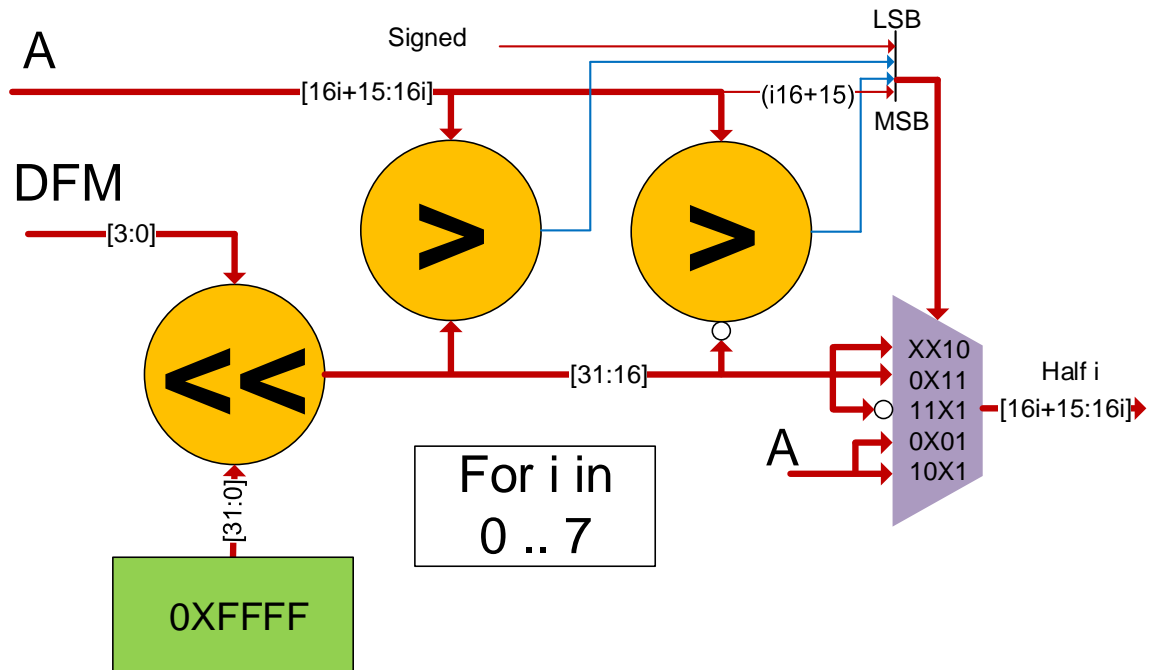 LSB
Signed
A
[16i+15:16i]
(i16+15)
MSB
DFM
[3:0]
>
>
<<
XX10
0X11
11X1
0X01
10X1
[31:16]
Half i
[16i+15:16i]
A
For i in
0 .. 7
[31:0]
0XFFFF